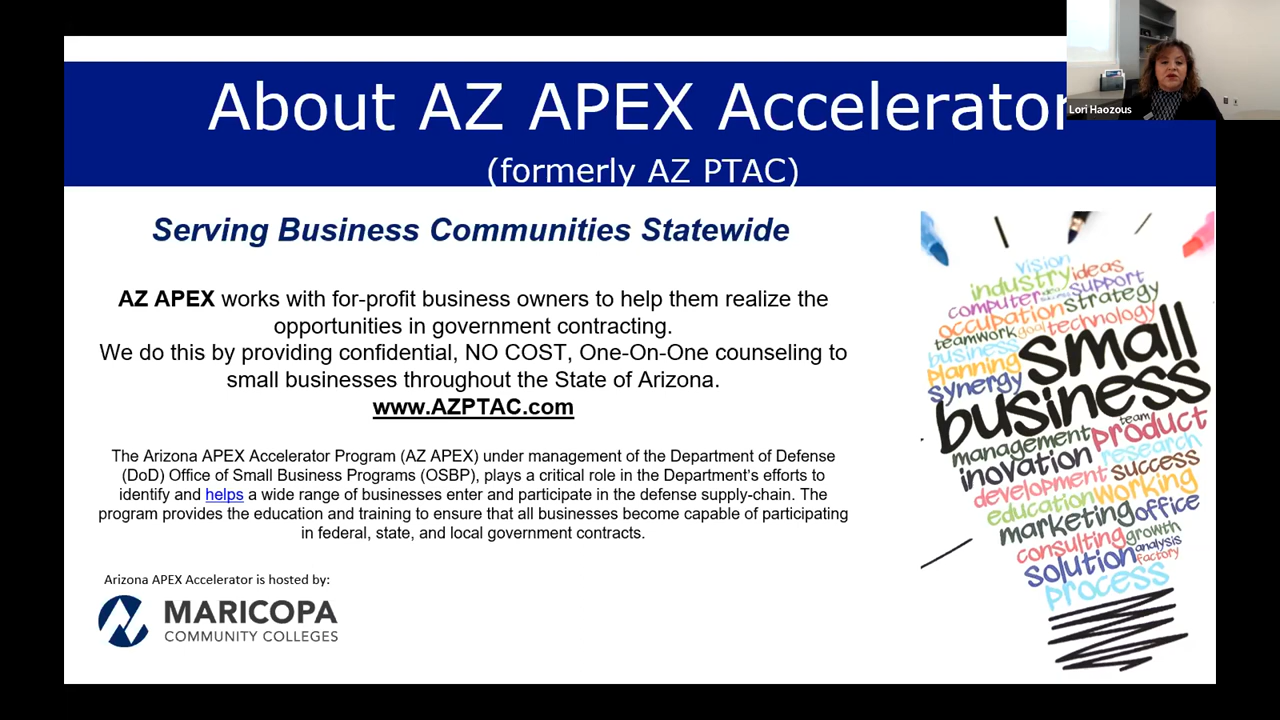 About AZ APEX Accelerator
(formerly AZ PTAC)
Lori Haozous
Serving Business Communities Statewide
AZ APEX works with for-profit business owners to help them realize the
opportunities in government contracting.
We do this by providing confidential, NO COST, One-On-One counseling to
small businesses throughout the State of Arizona.
www.AZPTAC.com
The Arizona APEX Accelerator Program (AZ APEX) under management of the Department of Defense
(DoD) Office of Small Business Programs (OSBP), plays a critical role in the Department's efforts to
identify and helps a wide range of businesses enter and participate in the defense supply-chain. The
program provides the education and training to ensure that all businesses become capable of participating
in federal, state, and local government contracts.
Arizona APEX Accelerator is hosted by:
MARICOPA
COMMUNITY COLLEGES
vision
industry ideas
computer support
occupation strategy
teamwork goal technology
business small
planning
synergy
business
team
management product
inovation research
development success
education working
marketing office
consulting growth
solution analysis
factory
process